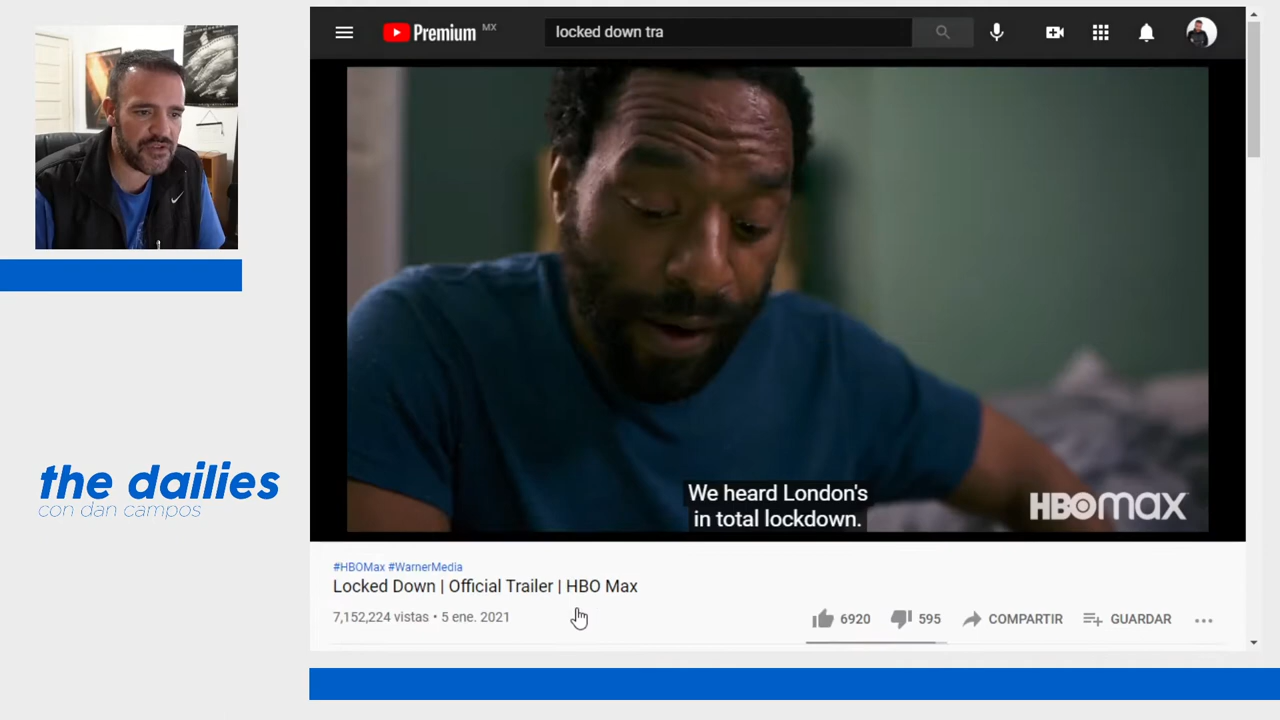 Premium MX
locked down tra
We heard London's
in total lockdown.
HBOMAX
the dailies
con dan campos
#HBOMax #WarnerMedia
Locked Down | Official Trailer | HBO Max
7,152,224 vistas • 5 ene. 2021
6920
595
COMPARTIR
GUARDAR